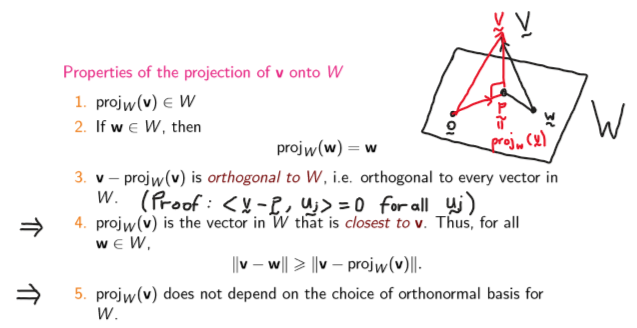 Properties of the projection of v onto W
1. proj_W(v) ∈ W
2. If w ∈ W, then
proj_W(w) = w
3. v − proj_W(v) is orthogonal to W, i.e. orthogonal to every vector in
W. (Proof: <v̰ − p̰, ṵj> = 0 for all ṵj)
⇒ 4. proj_W(v) is the vector in W that is closest to v. Thus, for all
w ∈ W,
‖v − w‖ ⩾ ‖v − proj_W(v)‖.
⇒ 5. proj_W(v) does not depend on the choice of orthonormal basis for
W.
v̰ v̰
0̰ p̰ w̰
=
proj_W(v̰)
W